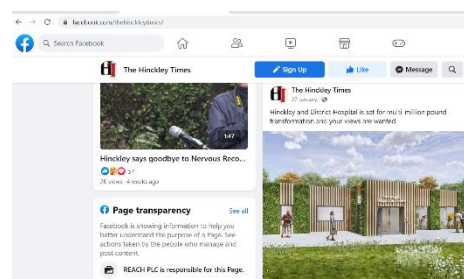 facebook.com/thehinckleytimes/
Search Facebook
The Hinckley Times
Sign Up
Like
Message
1:47
Hinckley says goodbye to Nervous Reco...
57
2K views · 4 weeks ago
Page transparency
See all
Facebook is showing information to help you
better understand the purpose of a Page. See
actions taken by the people who manage and
post content.
REACH PLC is responsible for this Page.
The Hinckley Times
27 January
Hinckley and District Hospital is set for multi million pound
transformation and your views are wanted